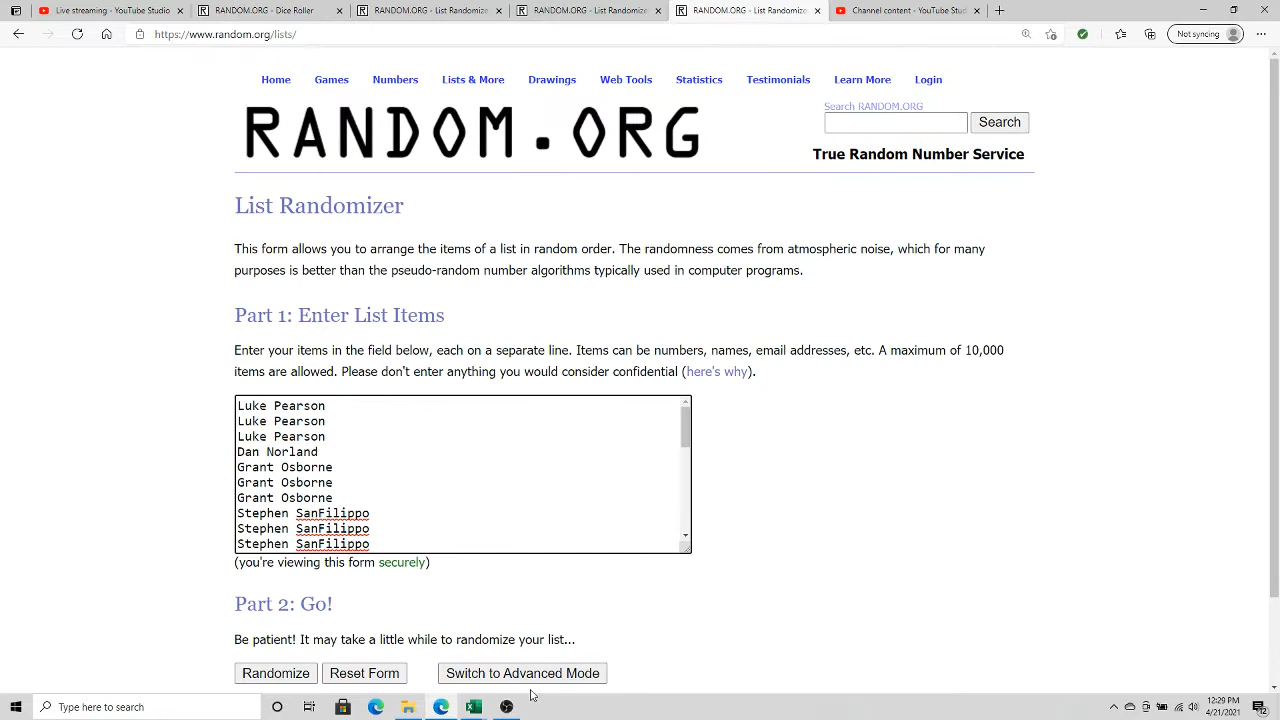 Live streaming - YouTube Studio
RANDOM.ORG - Dice Roller
RANDOM.ORG - List Randomizer
RANDOM.ORG - List Randomizer
RANDOM.ORG - List Randomizer
Channel content - YouTube Studio
https://www.random.org/lists/
Not syncing
Home Games Numbers Lists & More Drawings Web Tools Statistics Testimonials Learn More Login
RANDOM.ORG
Search RANDOM.ORG
Search
True Random Number Service
List Randomizer
This form allows you to arrange the items of a list in random order. The randomness comes from atmospheric noise, which for many
purposes is better than the pseudo-random number algorithms typically used in computer programs.
Part 1: Enter List Items
Enter your items in the field below, each on a separate line. Items can be numbers, names, email addresses, etc. A maximum of 10,000
items are allowed. Please don't enter anything you would consider confidential (here's why).
Luke Pearson
Luke Pearson
Luke Pearson
Dan Norland
Grant Osborne
Grant Osborne
Grant Osborne
Stephen SanFilippo
Stephen SanFilippo
Stephen SanFilippo
(you're viewing this form securely)
Part 2: Go!
Be patient! It may take a little while to randomize your list...
Randomize Reset Form Switch to Advanced Mode
Type here to search
12:29 PM
4/21/2021
12